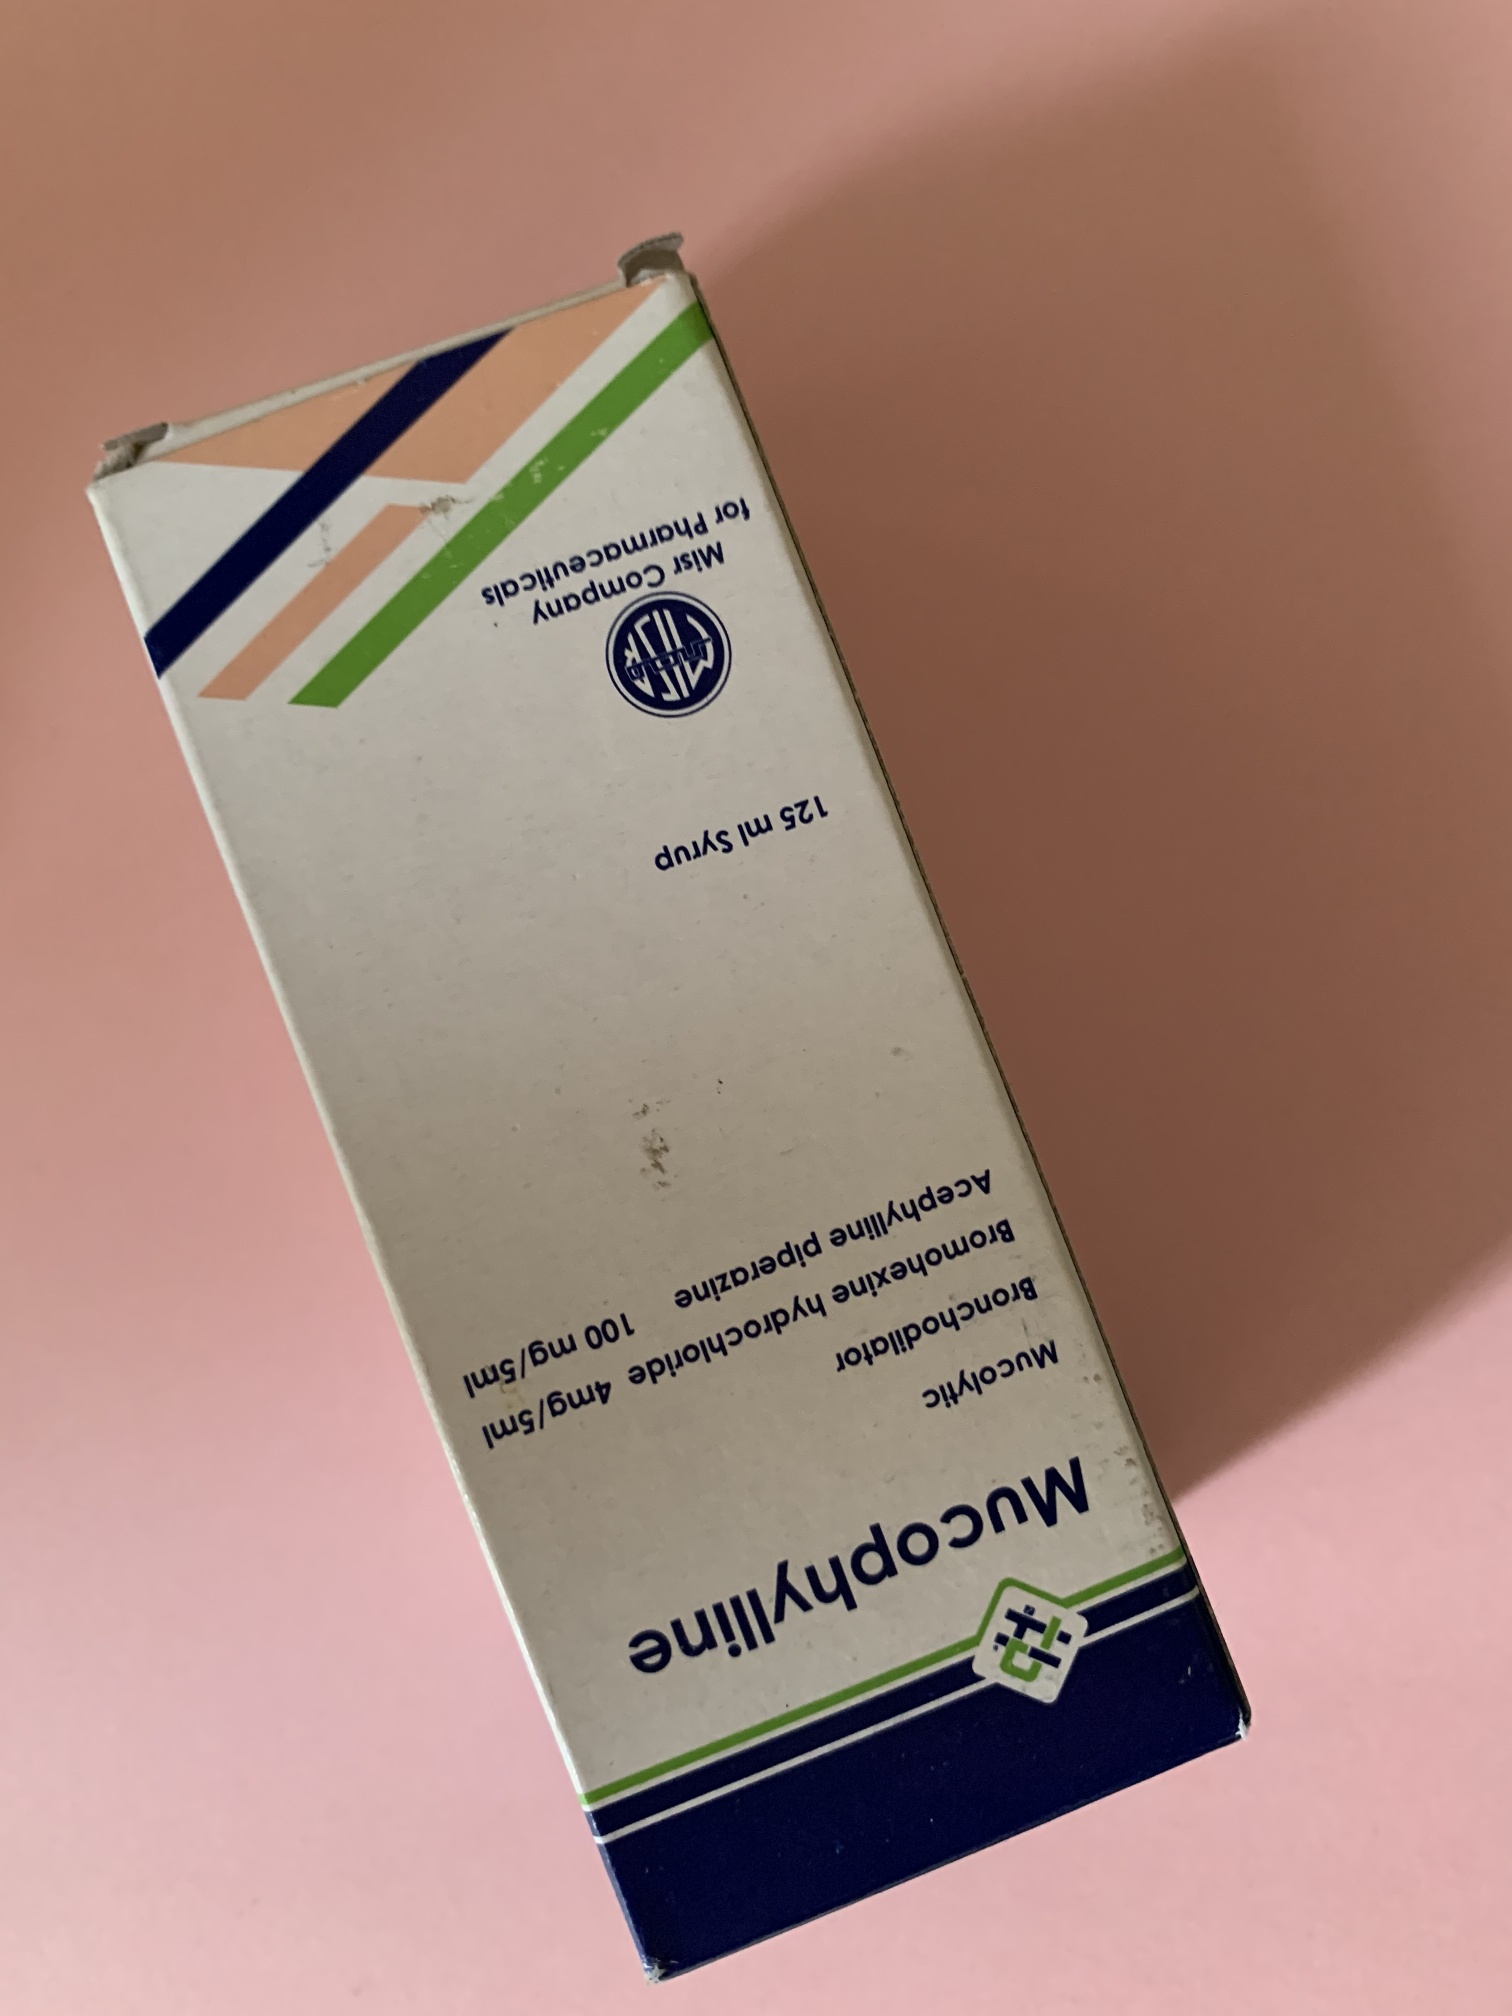 Mucophylline
Mucolytic
Bronchodilator
Bromohexine hydrochloride 4mg/5ml
Acephylline piperazine 100 mg/5ml
125 ml Syrup
Misr Company
for Pharmaceuticals